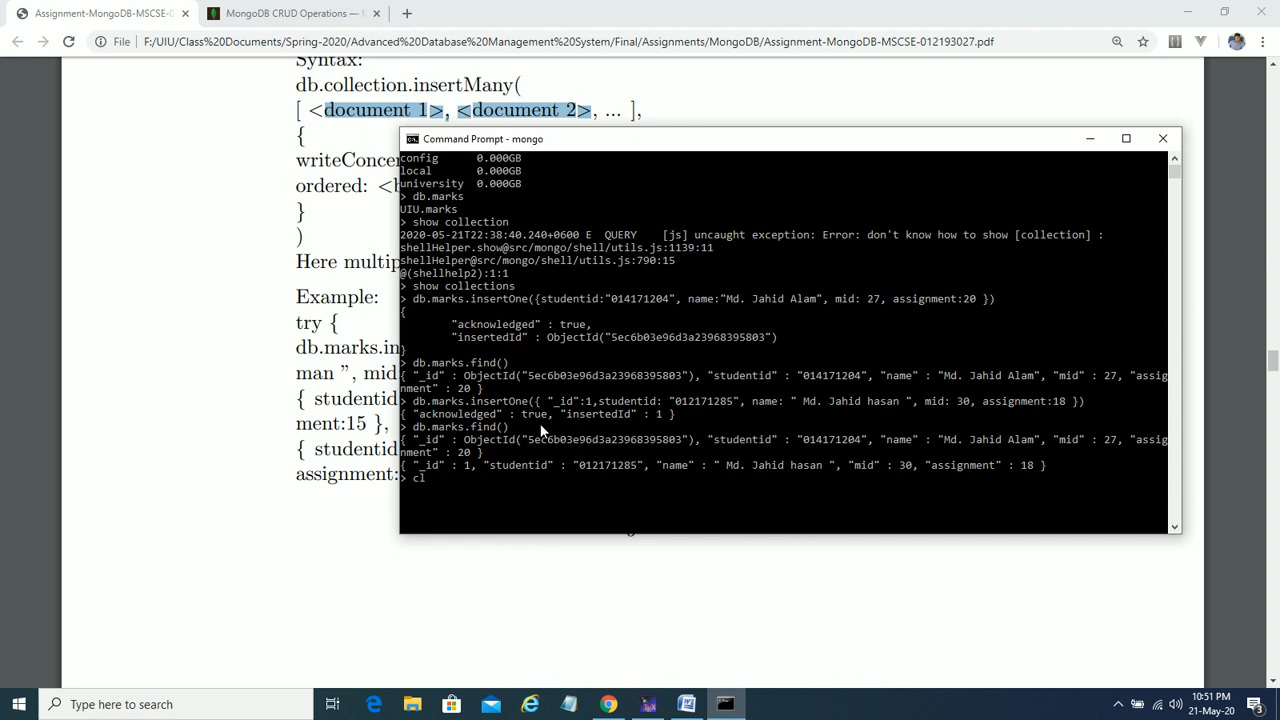 Assignment-MongoDB-MSCSE-0
MongoDB CRUD Operations —
File
F:/UIU/Class%20Documents/Spring-2020/Advanced%20Database%20Management%20System/Final/Assignments/MongoDB/Assignment-MongoDB-MSCSE-012193027.pdf
Syntax:
db.collection.insertMany(
[ <document 1>, <document 2>, ... ],
{
writeConcer
ordered: <b
}
)
Here multip
Example:
try {
db.marks.in
man ”, mid
{ studentid
ment:15 },
{ studentid
assignment:
Command Prompt - mongo
config 0.000GB
local 0.000GB
university 0.000GB
> db.marks
UIU.marks
> show collection
2020-05-21T22:38:40.240+0600 E QUERY [js] uncaught exception: Error: don't know how to show [collection] :
shellHelper.show@src/mongo/shell/utils.js:1139:11
shellHelper@src/mongo/shell/utils.js:790:15
@(shellhelp2):1:1
> show collections
> db.marks.insertOne({studentid:"014171204", name:"Md. Jahid Alam", mid: 27, assignment:20 })
{
"acknowledged" : true,
"insertedId" : ObjectId("5ec6b03e96d3a23968395803")
}
> db.marks.find()
{ "_id" : ObjectId("5ec6b03e96d3a23968395803"), "studentid" : "014171204", "name" : "Md. Jahid Alam", "mid" : 27, "assig
nment" : 20 }
> db.marks.insertOne({ "_id":1,studentid: "012171285", name: " Md. Jahid hasan ", mid: 30, assignment:18 })
{ "acknowledged" : true, "insertedId" : 1 }
> db.marks.find()
{ "_id" : ObjectId("5ec6b03e96d3a23968395803"), "studentid" : "014171204", "name" : "Md. Jahid Alam", "mid" : 27, "assig
nment" : 20 }
{ "_id" : 1, "studentid" : "012171285", "name" : " Md. Jahid hasan ", "mid" : 30, "assignment" : 18 }
> cl
Type here to search
10:51 PM
21-May-20